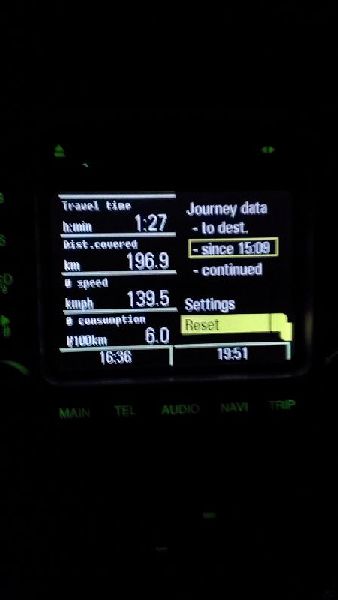 Travel time
h:min 1:27
Dist.covered
km 196.9
Ø speed
kmph 139.5
Ø consumption
l/100km 6.0
16:36 19:51
Journey data
- to dest.
- since 15:09
- continued
Settings
Reset
MAIN TEL AUDIO NAVI TRIP